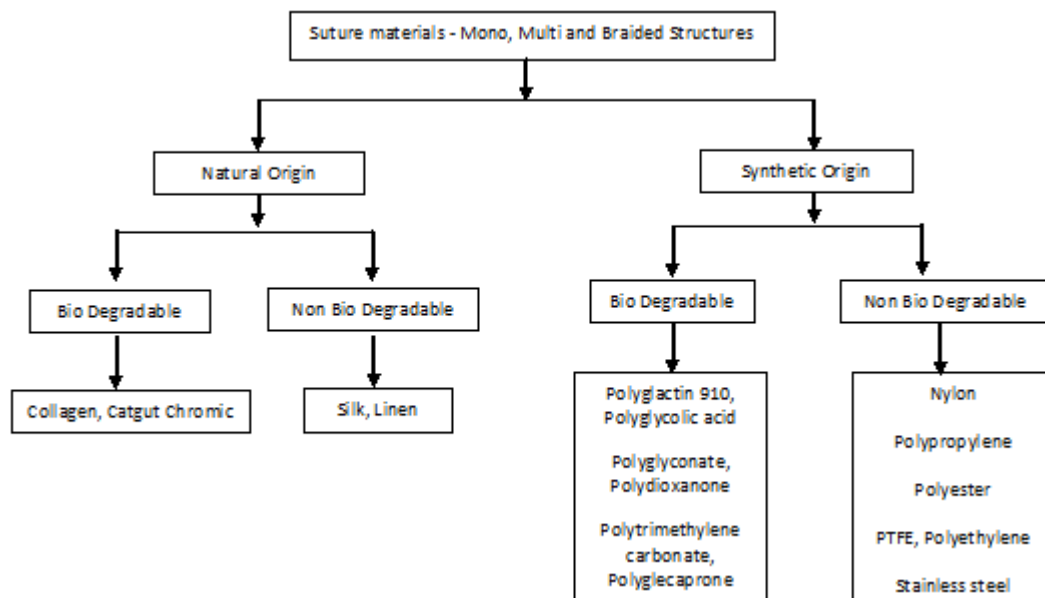 Suture materials - Mono, Multi and Braided Structures
Natural Origin
Synthetic Origin
Bio Degradable
Non Bio Degradable
Bio Degradable
Non Bio Degradable
Collagen, Catgut Chromic
Silk, Linen
Polyglactin 910,
Polyglycolic acid
Polyglyconate,
Polydioxanone
Polytrimethylene
carbonate,
Polyglecaprone
Nylon
Polypropylene
Polyester
PTFE, Polyethylene
Stainless steel